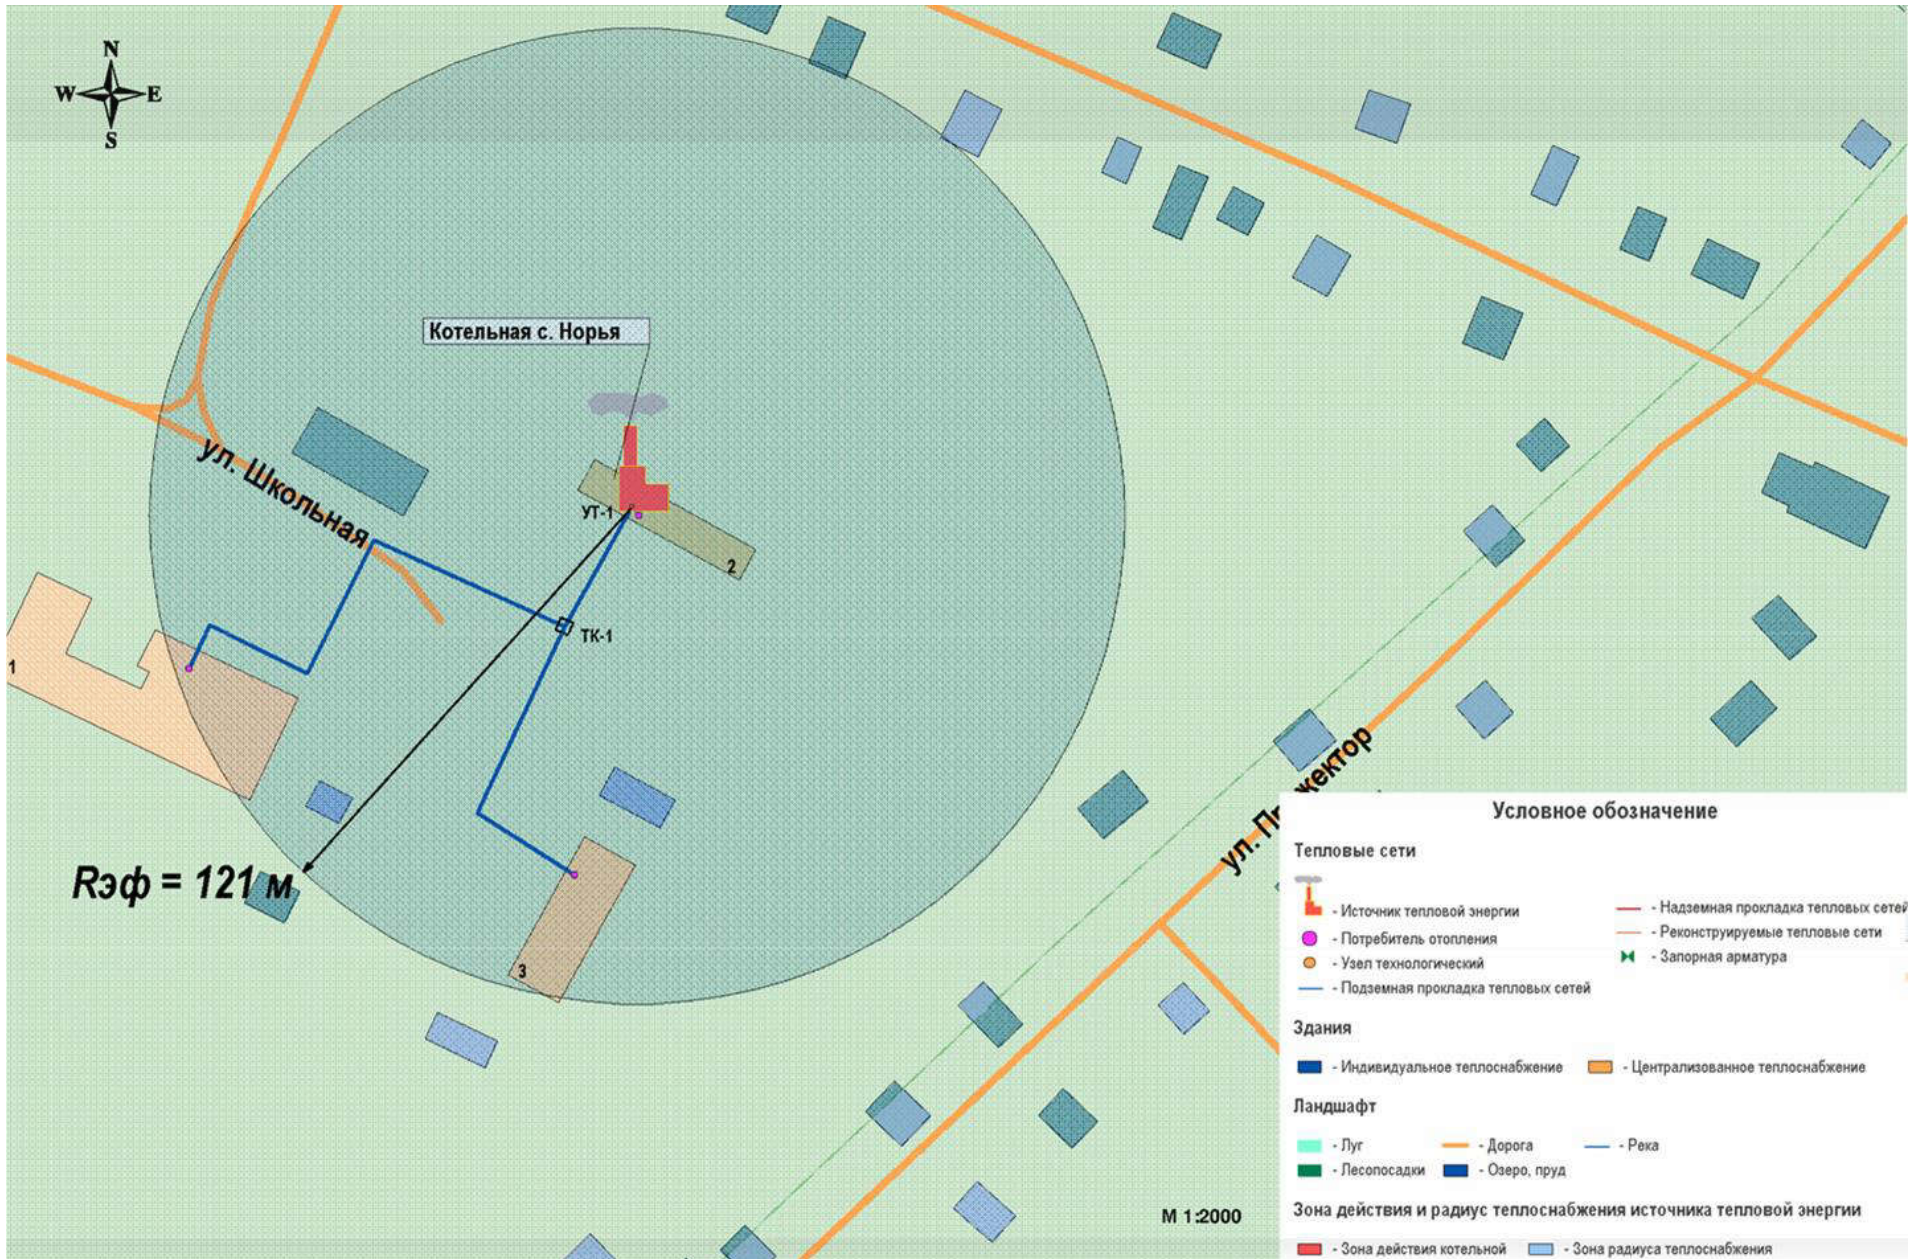 N
W E
S
Котельная с. Норья
ул. Школьная
УТ-1
2
ТК-1
1
3
Rэф = 121 м
ул. Прожектор
М 1:2000
Условное обозначение
Тепловые сети
- Источник тепловой энергии
- Потребитель отопления
- Узел технологический
- Подземная прокладка тепловых сетей
- Надземная прокладка тепловых сетей
- Реконструируемые тепловые сети
- Запорная арматура
Здания
- Индивидуальное теплоснабжение
- Централизованное теплоснабжение
Ландшафт
- Луг
- Дорога
- Река
- Лесопосадки
- Озеро, пруд
Зона действия и радиус теплоснабжения источника тепловой энергии
- Зона действия котельной
- Зона радиуса теплоснабжения